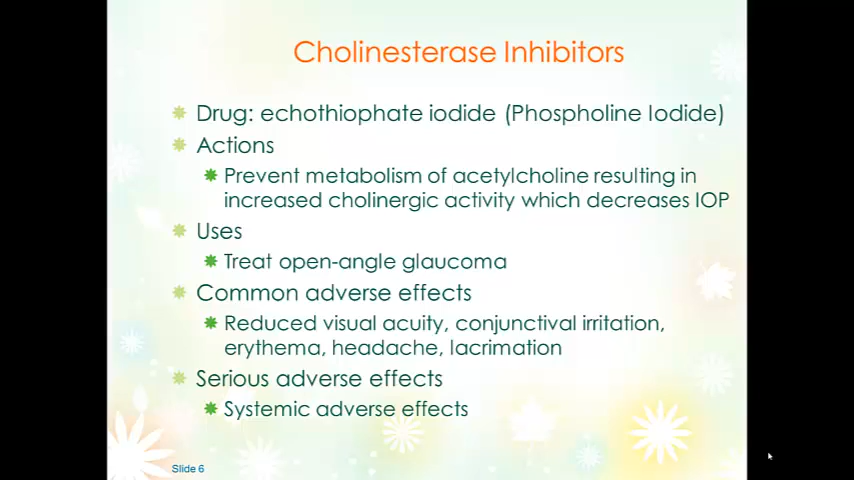 Cholinesterase Inhibitors
Drug: echothiophate iodide (Phospholine Iodide)
Actions
Prevent metabolism of acetylcholine resulting in
increased cholinergic activity which decreases IOP
Uses
Treat open-angle glaucoma
Common adverse effects
Reduced visual acuity, conjunctival irritation,
erythema, headache, lacrimation
Serious adverse effects
Systemic adverse effects
Slide 6